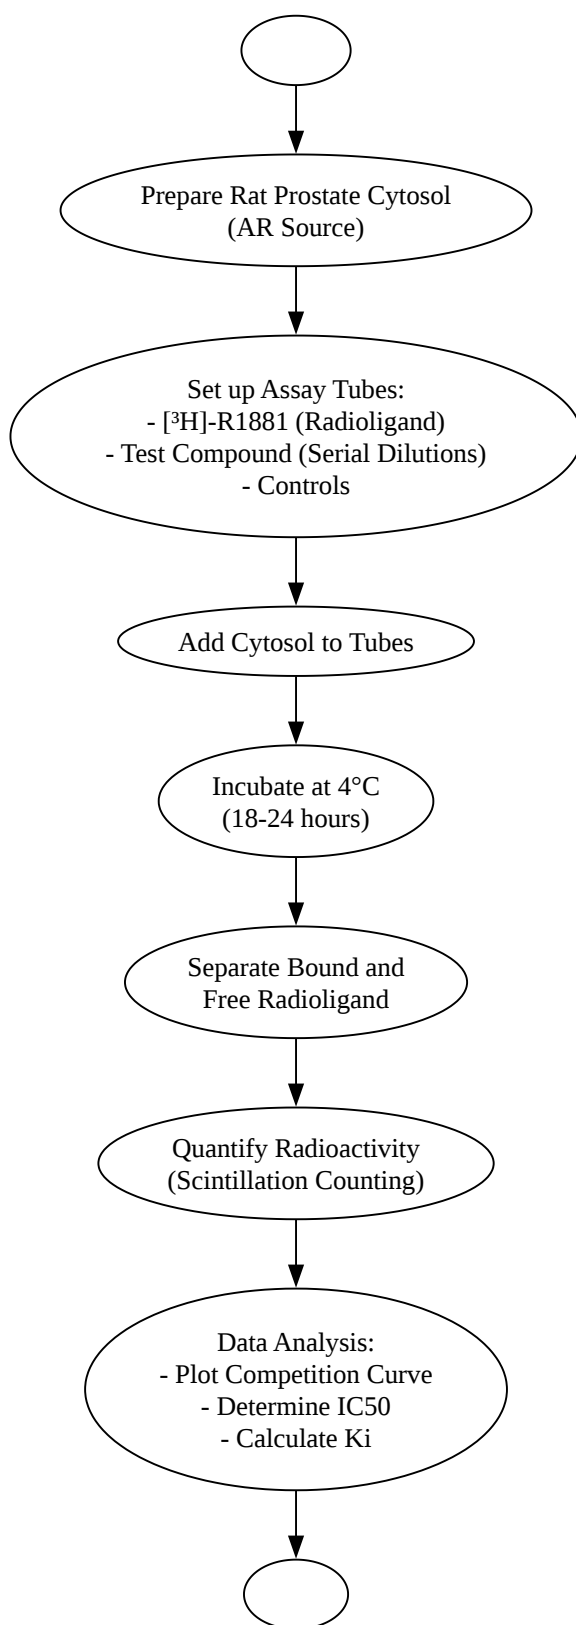 Prepare Rat Prostate Cytosol
(AR Source)
Set up Assay Tubes:
- [³H]-R1881 (Radioligand)
- Test Compound (Serial Dilutions)
- Controls
Add Cytosol to Tubes
Incubate at 4°C
(18-24 hours)
Separate Bound and
Free Radioligand
Quantify Radioactivity
(Scintillation Counting)
Data Analysis:
- Plot Competition Curve
- Determine IC50
- Calculate Ki